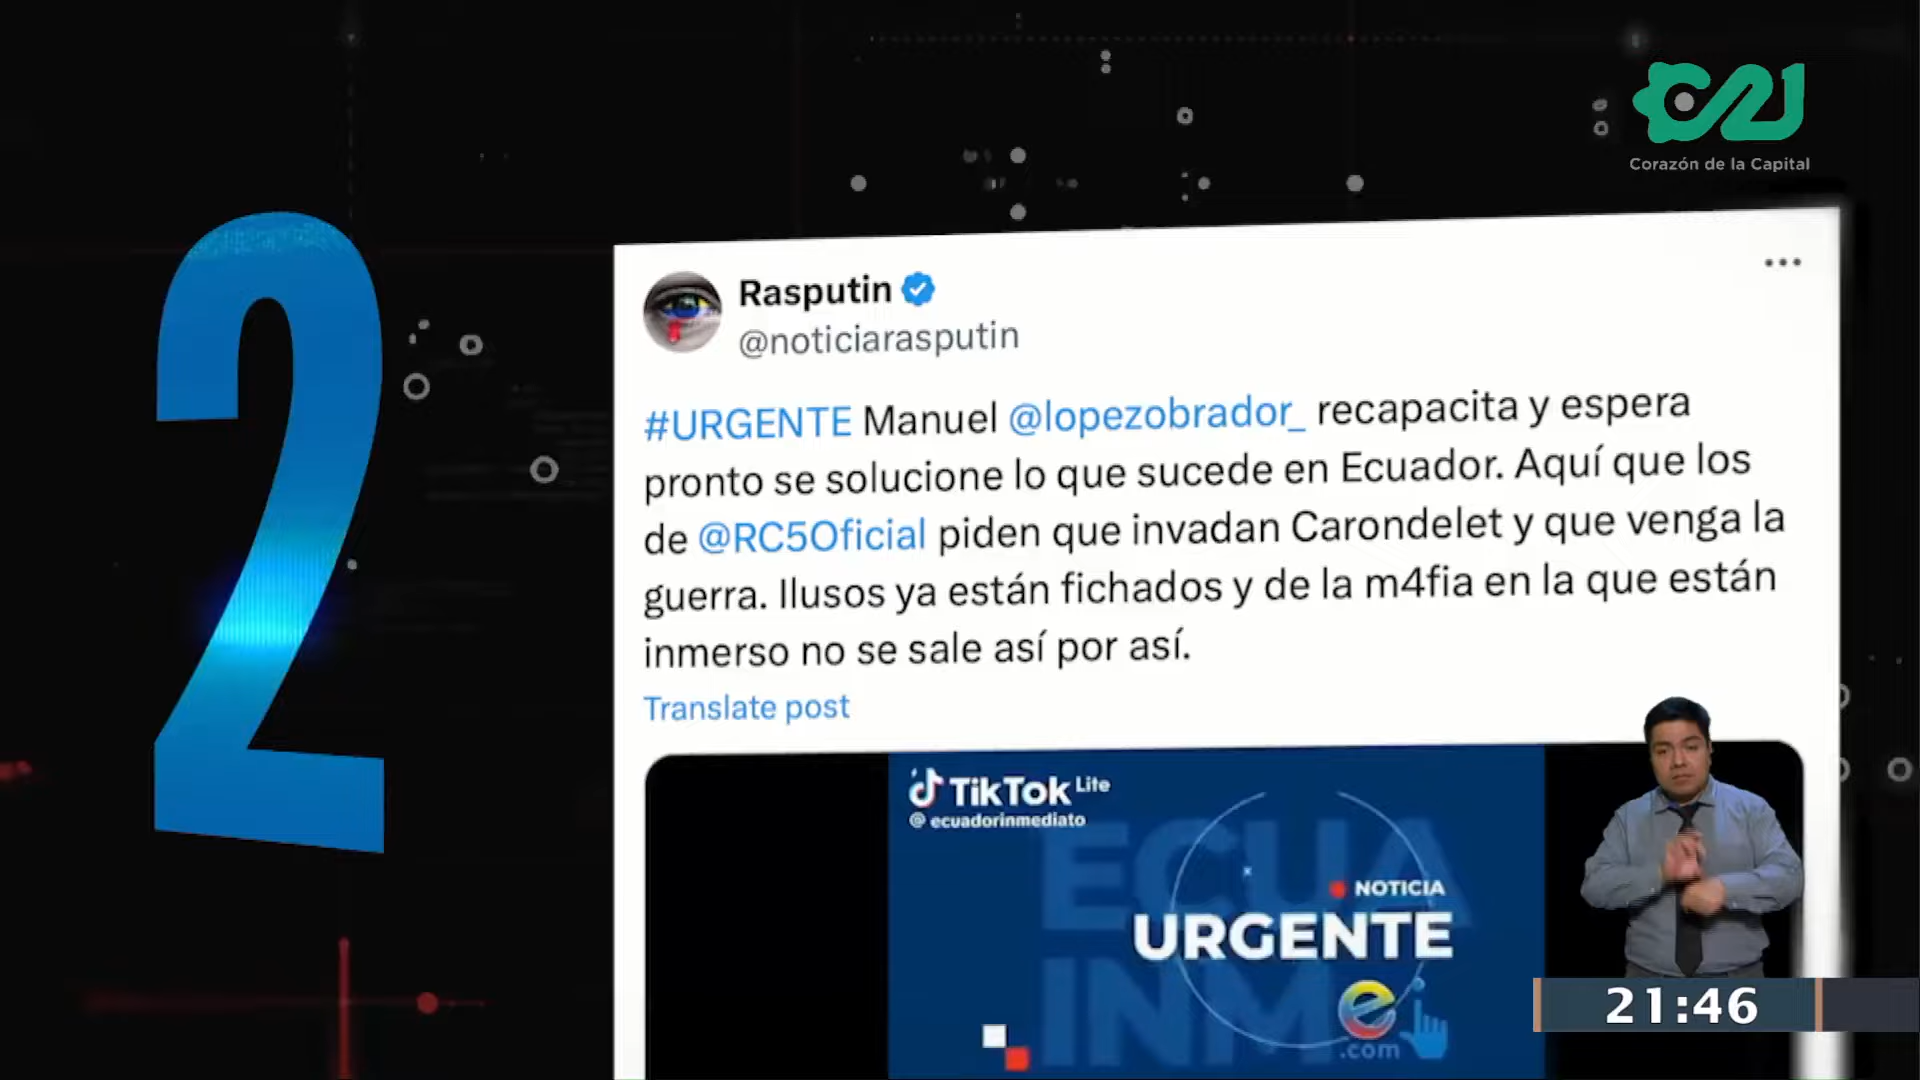 2
C21
Corazón de la Capital
Rasputin
@noticiarasputin
#URGENTE Manuel @lopezobrador_ recapacita y espera
pronto se solucione lo que sucede en Ecuador. Aquí que los
de @RC5Oficial piden que invadan Carondelet y que venga la
guerra. Ilusos ya están fichados y de la m4fia en la que están
inmerso no se sale así por así.
Translate post
TikTok Lite
@ecuadorinmediato
ECUA
NOTICIA
URGENTE
INM
e
.com
21:46